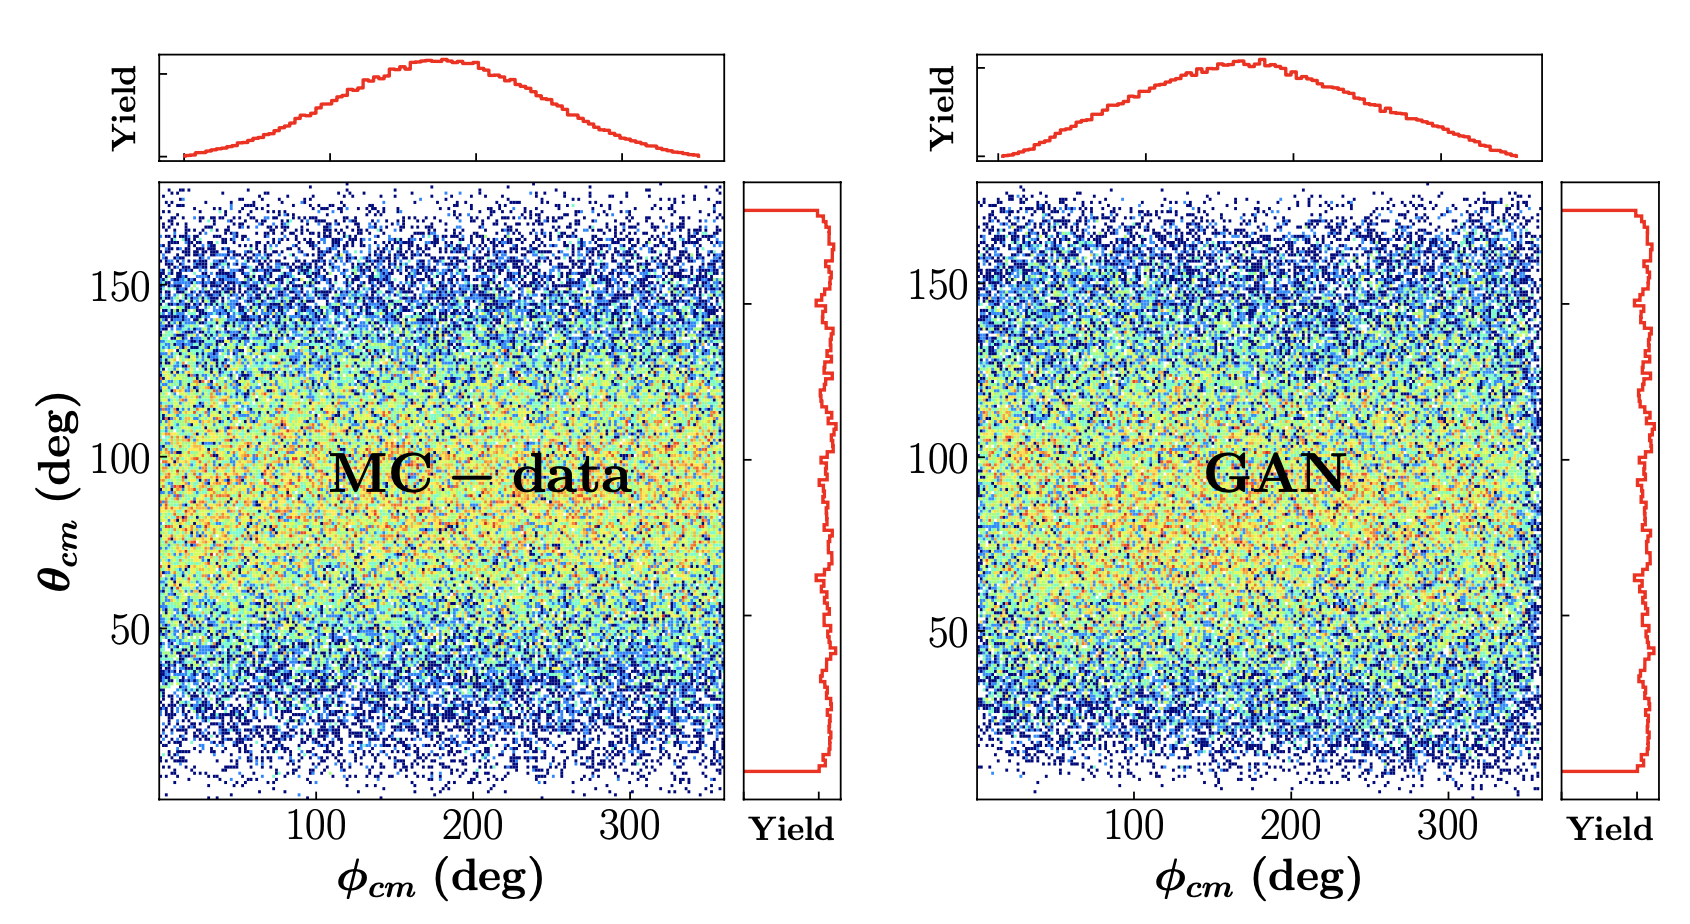 Yield
Yield
150
100
50
θcm (deg)
MC − data
100 200 300
ϕcm (deg)
Yield
150
100
50
GAN
100 200 300
ϕcm (deg)
Yield